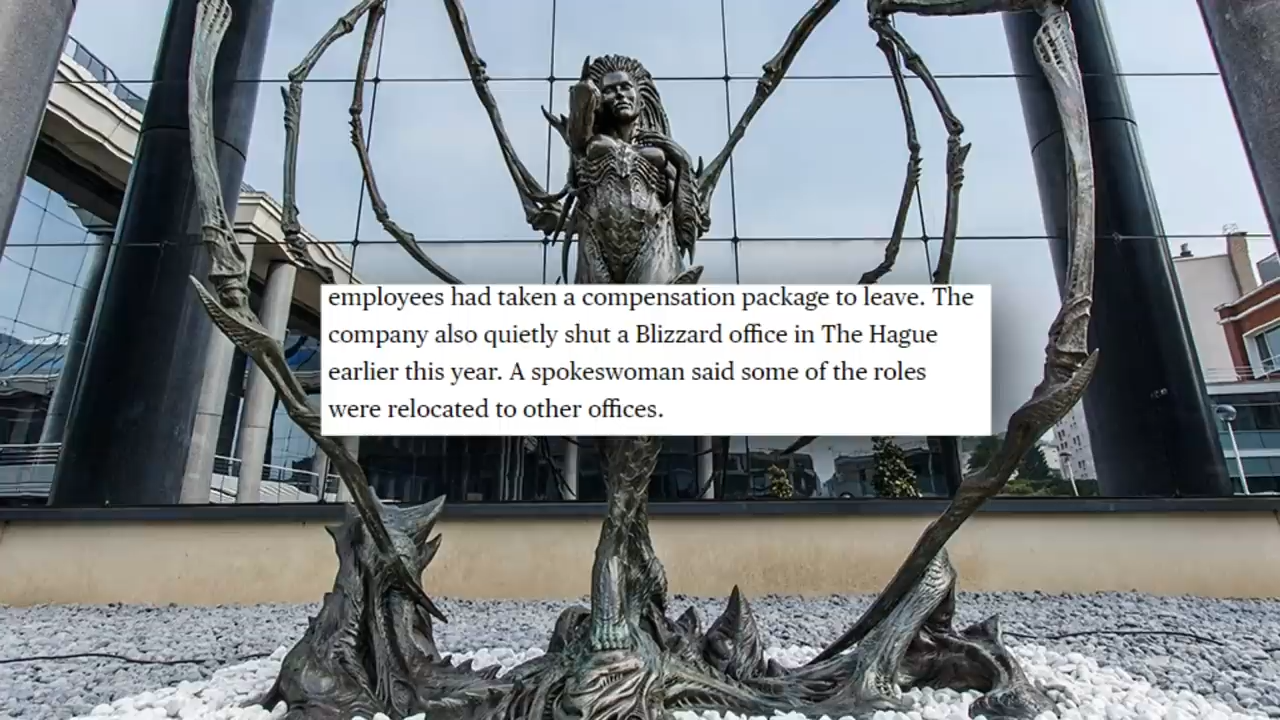 employees had taken a compensation package to leave. The
company also quietly shut a Blizzard office in The Hague
earlier this year. A spokeswoman said some of the roles
were relocated to other offices.